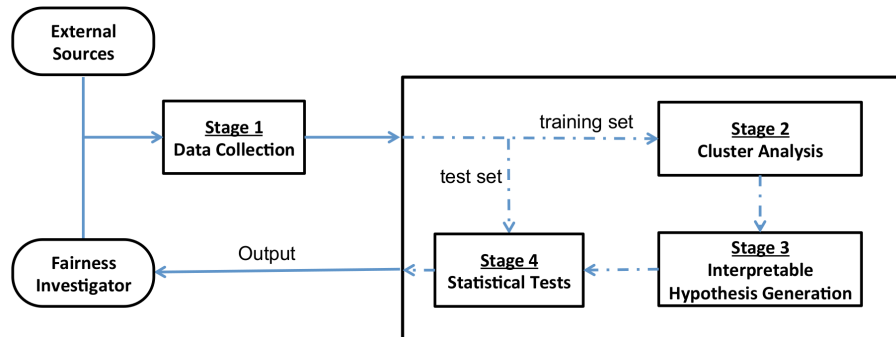 External
Sources
Stage 1
Data Collection
training set
Stage 2
Cluster Analysis
test set
Fairness
Investigator
Output
Stage 4
Statistical Tests
Stage 3
Interpretable
Hypothesis Generation